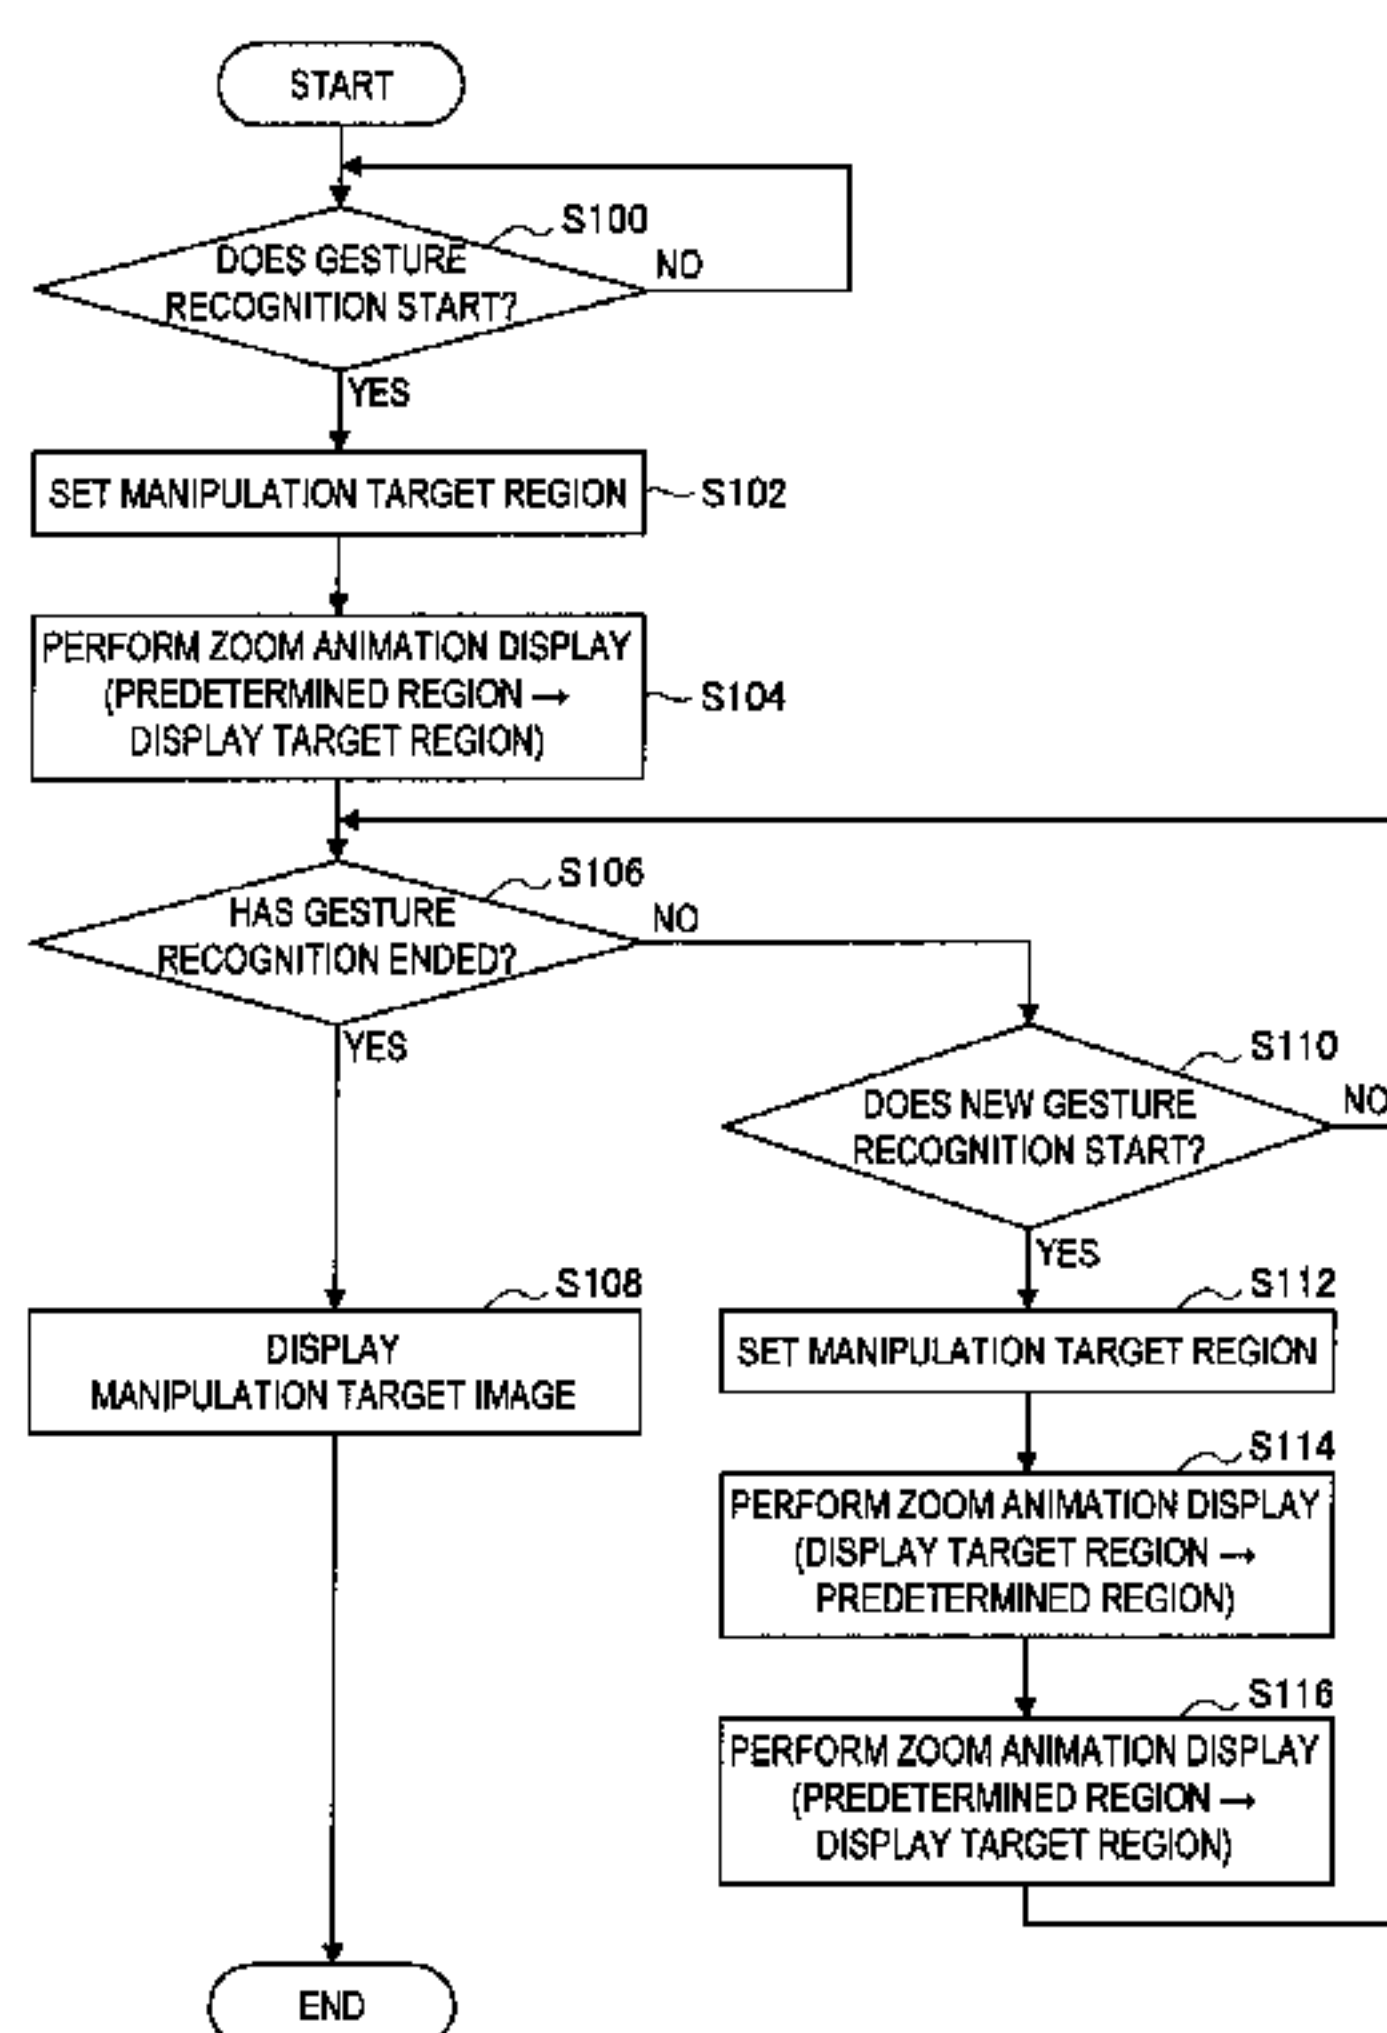 START
S100
DOES GESTURE
RECOGNITION START?
NO
YES
SET MANIPULATION TARGET REGION
S102
PERFORM ZOOM ANIMATION DISPLAY
(PREDETERMINED REGION →
DISPLAY TARGET REGION)
S104
S106
HAS GESTURE
RECOGNITION ENDED?
NO
YES
S110
DOES NEW GESTURE
RECOGNITION START?
NO
YES
S108
DISPLAY
MANIPULATION TARGET IMAGE
S112
SET MANIPULATION TARGET REGION
S114
PERFORM ZOOM ANIMATION DISPLAY
(DISPLAY TARGET REGION →
PREDETERMINED REGION)
S116
PERFORM ZOOM ANIMATION DISPLAY
(PREDETERMINED REGION →
DISPLAY TARGET REGION)
END